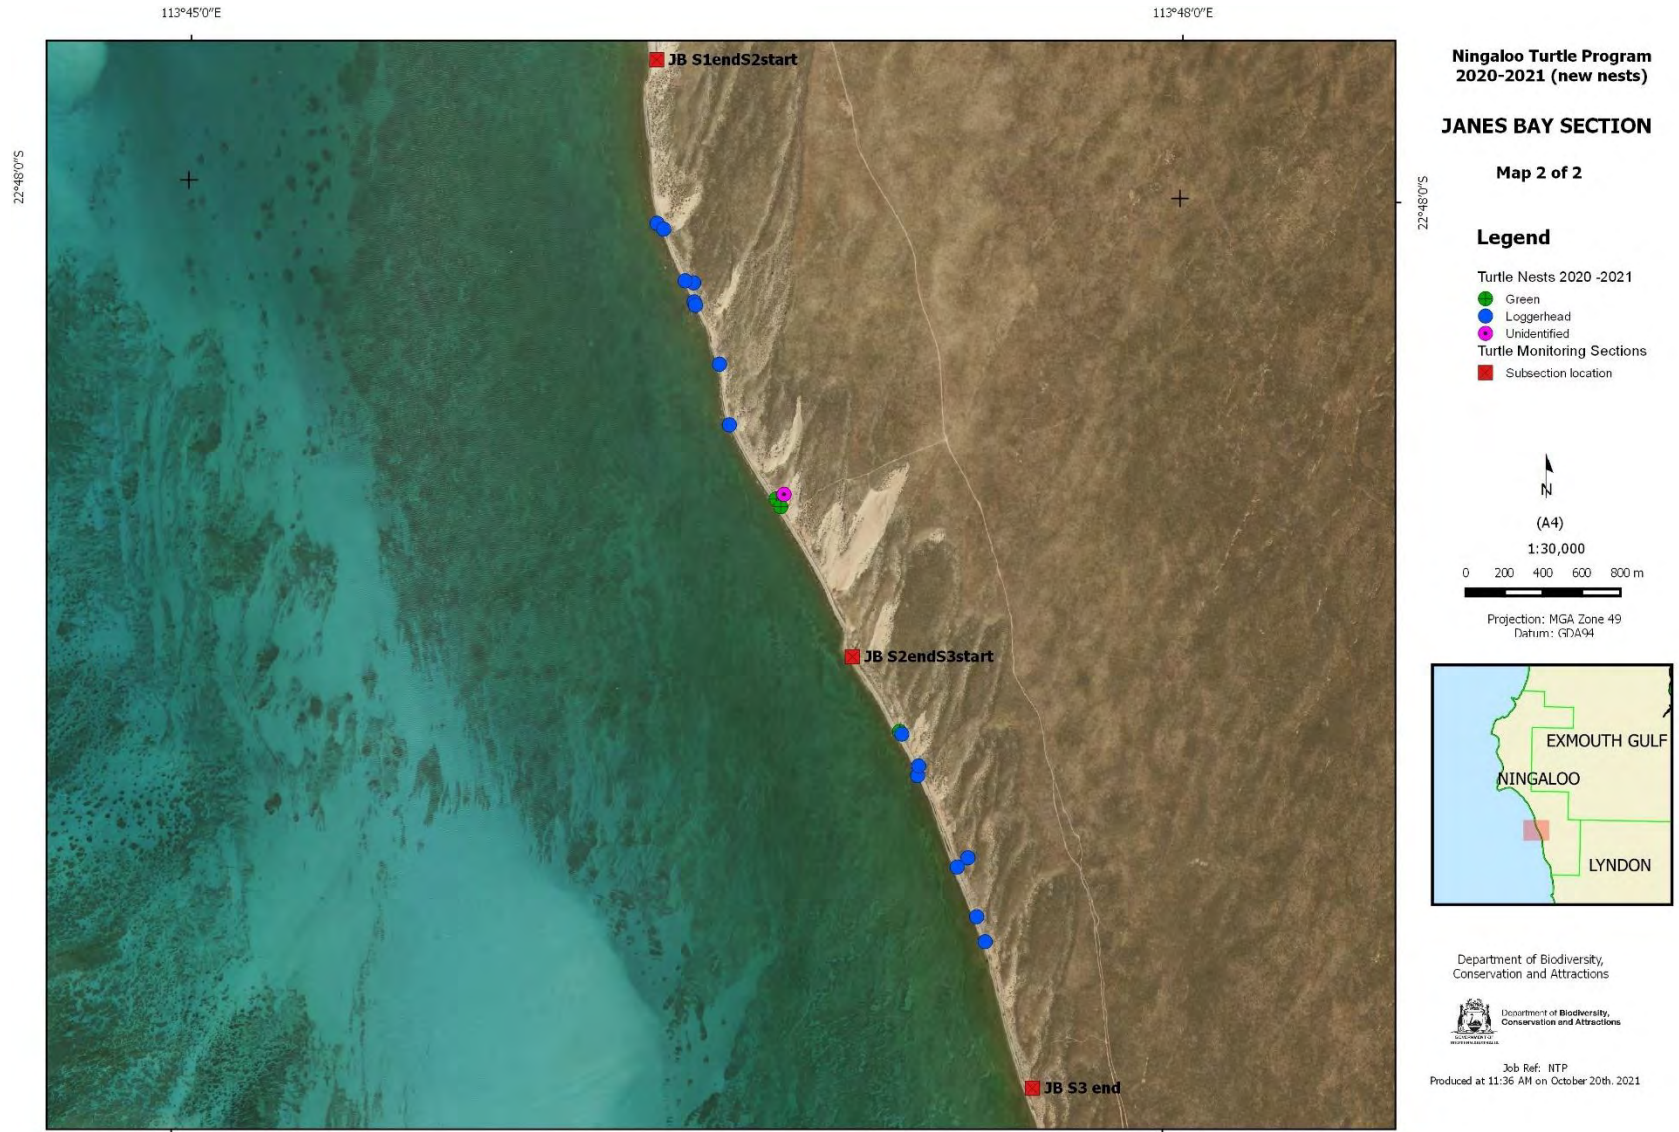 113°45'0"E
113°48'0"E
22°48'0"S
22°48'0"S
JB S1endS2start
JB S2endS3start
JB S3 end
Ningaloo Turtle Program
2020-2021 (new nests)
JANES BAY SECTION
Map 2 of 2
Legend
Turtle Nests 2020 -2021
Green
Loggerhead
Unidentified
Turtle Monitoring Sections
Subsection location
N
(A4)
1:30,000
0 200 400 600 800 m
Projection: MGA Zone 49
Datum: GDA94
EXMOUTH GULF
NINGALOO
LYNDON
Department of Biodiversity,
Conservation and Attractions
Department of Biodiversity,
Conservation and Attractions
GOVERNMENT OF
WESTERN AUSTRALIA
Job Ref: NTP
Produced at 11:36 AM on October 20th. 2021